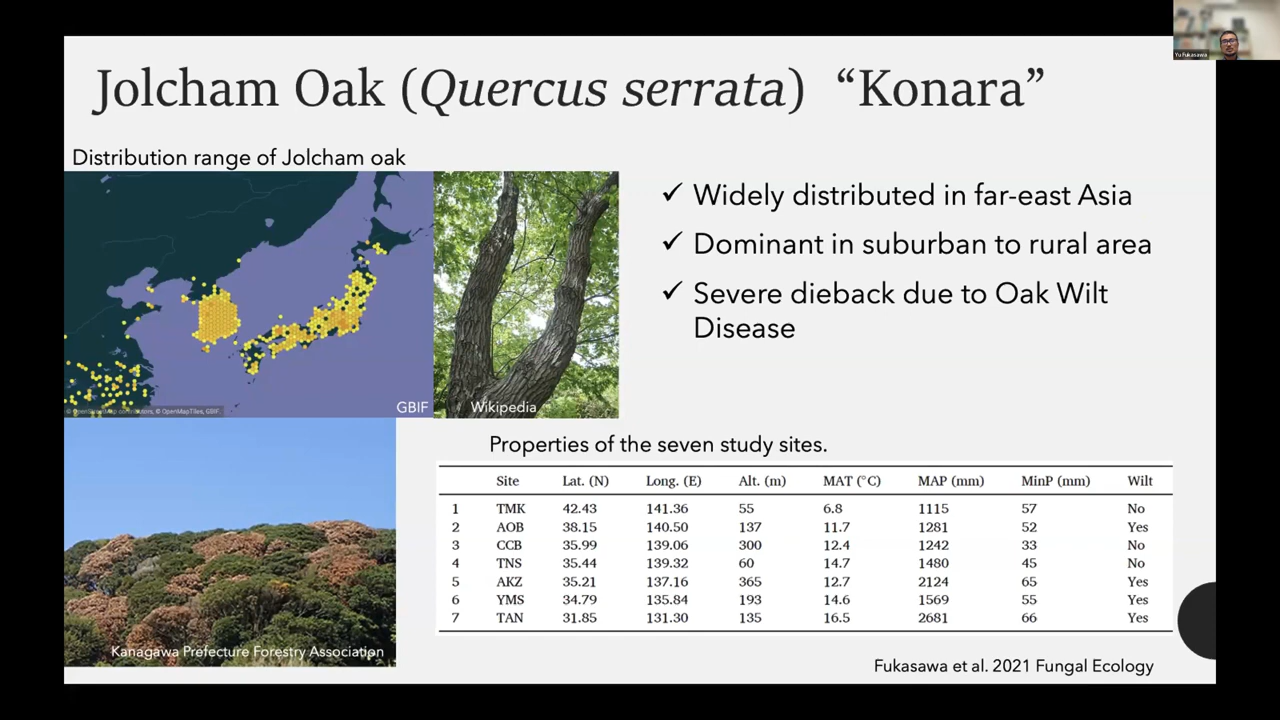 Yu Fukasawa
Jolcham Oak (Quercus serrata) “Konara”
Distribution range of Jolcham oak
© OpenStreetMap contributors, © OpenMapTiles, GBIF.
GBIF
Wikipedia
✓ Widely distributed in far-east Asia
✓ Dominant in suburban to rural area
✓ Severe dieback due to Oak Wilt
Disease
Kanagawa Prefecture Forestry Association
Properties of the seven study sites.
Site Lat. (N) Long. (E) Alt. (m) MAT (°C) MAP (mm) MinP (mm) Wilt
1 TMK 42.43 141.36 55 6.8 1115 57 No
2 AOB 38.15 140.50 137 11.7 1281 52 Yes
3 CCB 35.99 139.06 300 12.4 1242 33 No
4 TNS 35.44 139.32 60 14.7 1480 45 No
5 AKZ 35.21 137.16 365 12.7 2124 65 Yes
6 YMS 34.79 135.84 193 14.6 1569 55 Yes
7 TAN 31.85 131.30 135 16.5 2681 66 Yes
Fukasawa et al. 2021 Fungal Ecology